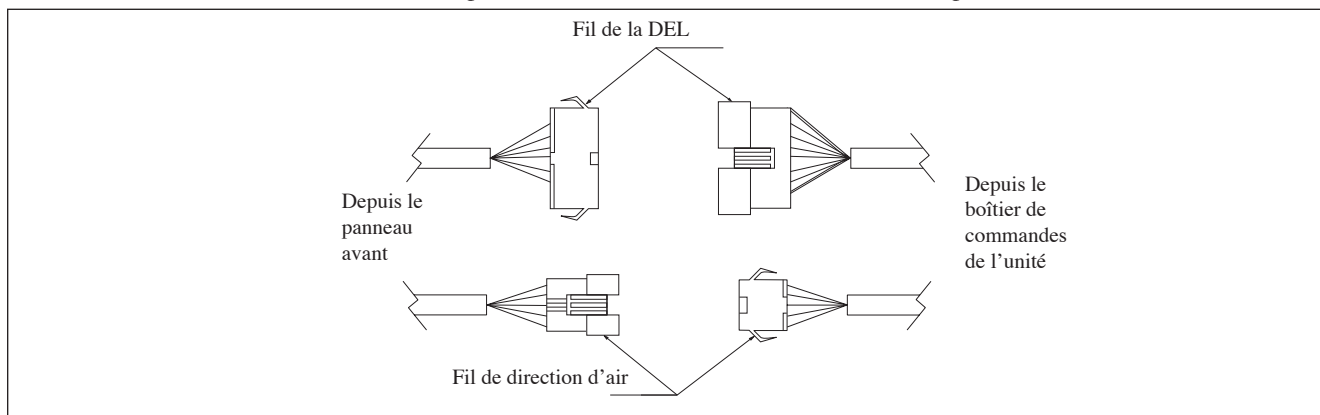 Fil de la DEL
Depuis le
panneau
avant
Depuis le
boîtier de
commandes
de l'unité
Fil de direction d'air